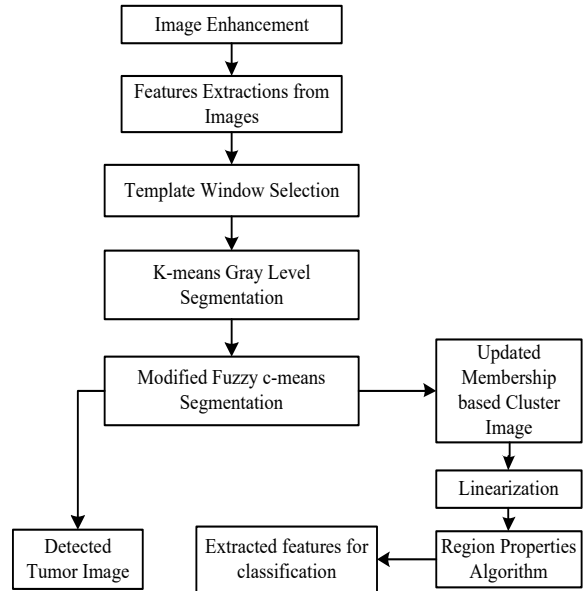 Image Enhancement
Features Extractions from
Images
Template Window Selection
K-means Gray Level
Segmentation
Modified Fuzzy c-means
Segmentation
Updated
Membership
based Cluster
Image
Linearization
Region Properties
Algorithm
Extracted features for
classification
Detected
Tumor Image